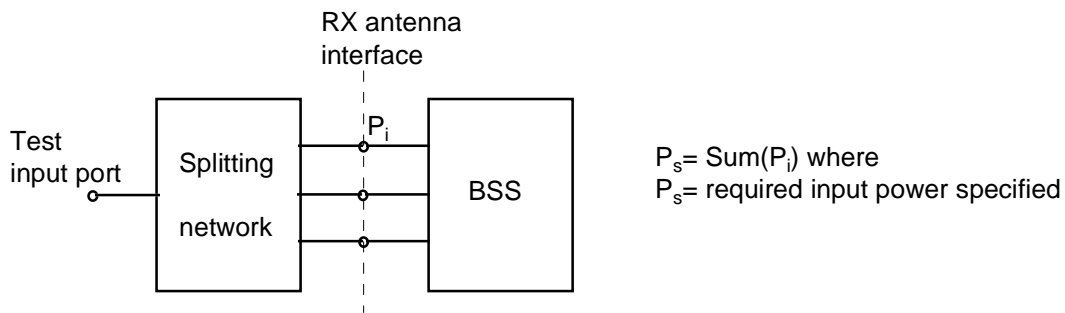 RX antenna
interface
Test
input port
Splitting
network
P_i
BSS
P_s= Sum(P_i) where
P_s= required input power specified